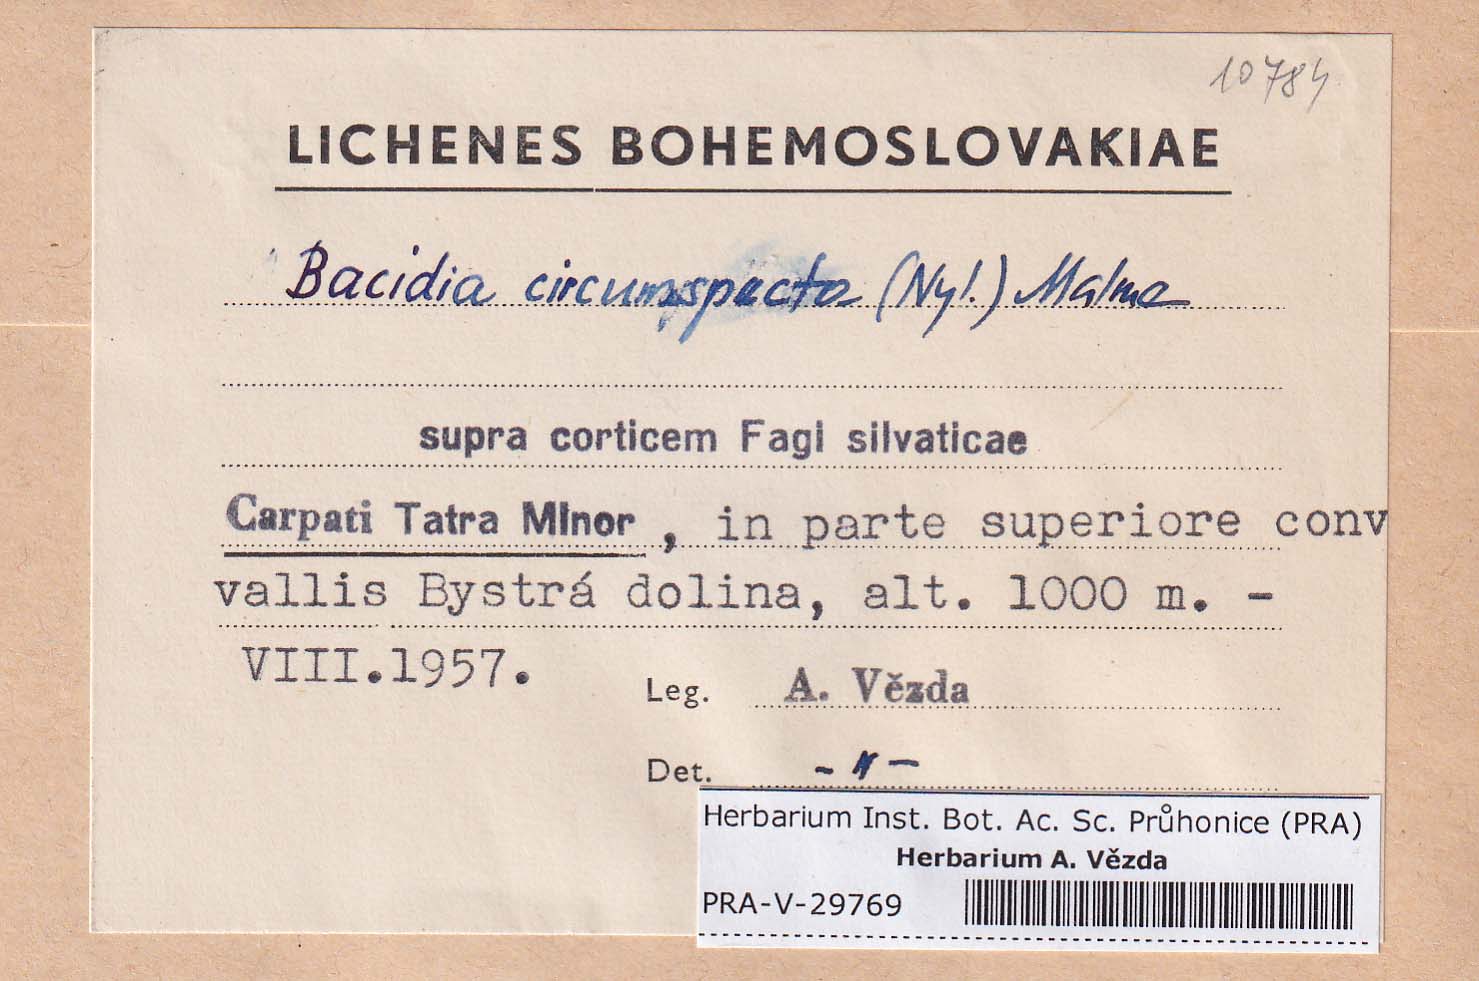 10784
LICHENES BOHEMOSLOVAKIAE
Bacidia circumspecta (Nyl.) Malme
supra corticem Fagi silvaticae
Carpati Tatra Minor, in parte superiore conv
vallis Bystrá dolina, alt. 1000 m. -
VIII.1957.
Leg. A. Vězda
Det. - " -
Herbarium Inst. Bot. Ac. Sc. Průhonice (PRA)
Herbarium A. Vězda
PRA-V-29769